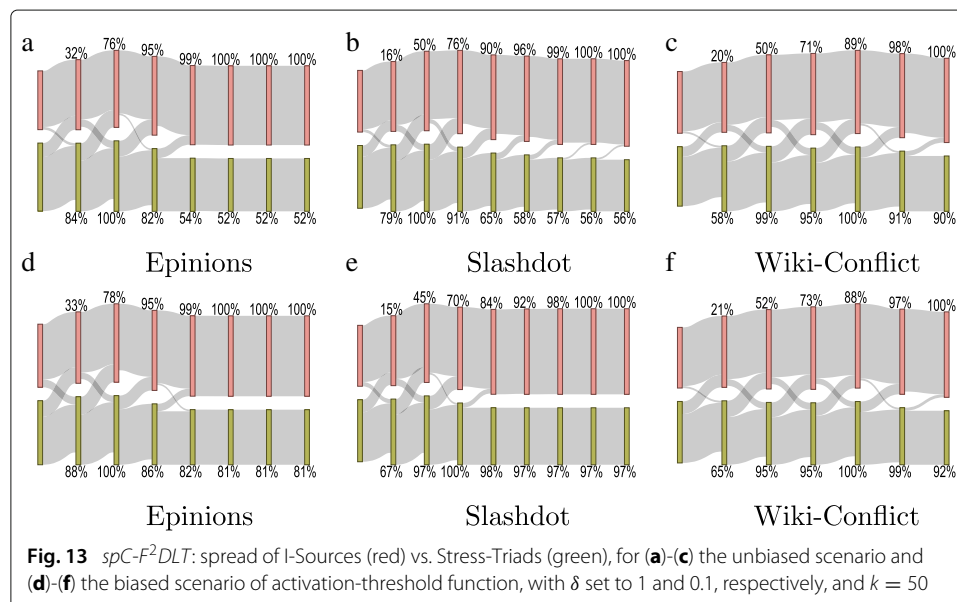 a
32% 76% 95% 99% 100% 100% 100%
84% 100% 82% 54% 52% 52% 52%
Epinions
b
16% 50% 76% 90% 96% 99% 100% 100%
79% 100% 91% 65% 58% 57% 56% 56%
Slashdot
c
20% 50% 71% 89% 98% 100%
58% 99% 95% 100% 91% 90%
Wiki-Conflict
d
33% 78% 95% 99% 100% 100% 100%
88% 100% 86% 82% 81% 81% 81%
Epinions
e
15% 45% 70% 84% 92% 98% 100% 100%
67% 97% 100% 98% 97% 97% 97% 97%
Slashdot
f
21% 52% 73% 88% 97% 100%
65% 95% 95% 100% 99% 92%
Wiki-Conflict
Fig. 13 spC-F²DLT: spread of I-Sources (red) vs. Stress-Triads (green), for (a)-(c) the unbiased scenario and
(d)-(f) the biased scenario of activation-threshold function, with δ set to 1 and 0.1, respectively, and k = 50